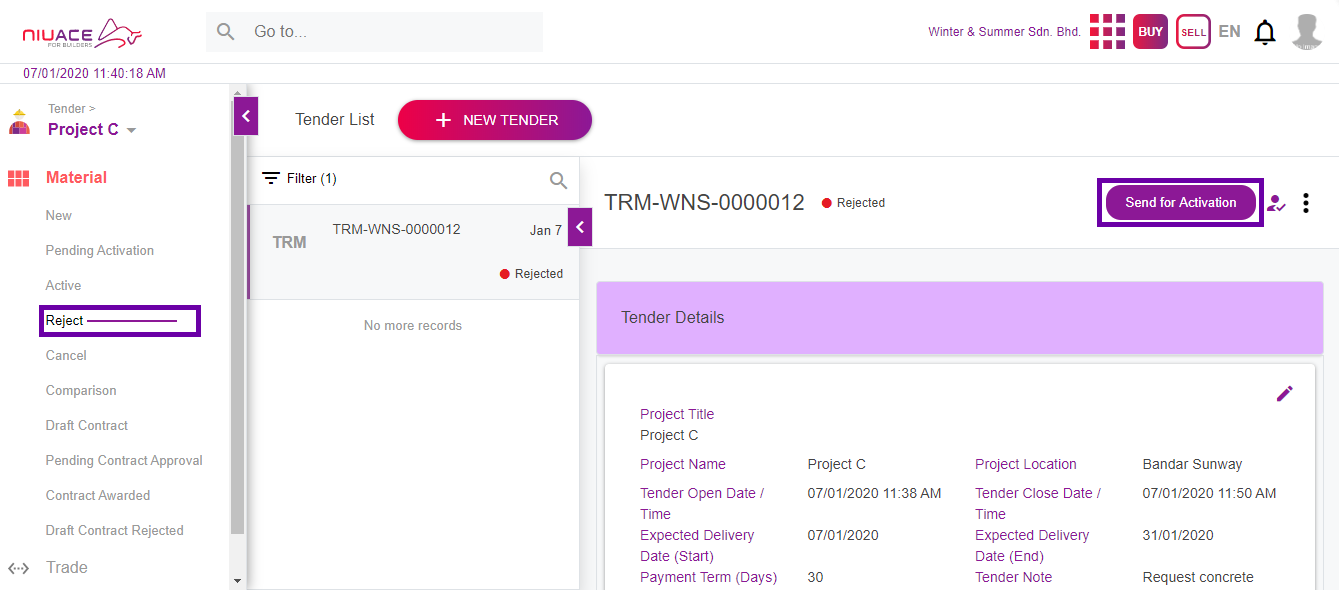 NIUACE
FOR BUILDERS
Go to...
Winter & Summer Sdn. Bhd.
BUY
SELL
EN
07/01/2020 11:40:18 AM
Tender >
Project C
Material
New
Pending Activation
Active
Reject
Cancel
Comparison
Draft Contract
Pending Contract Approval
Contract Awarded
Draft Contract Rejected
Trade
Tender List
+ NEW TENDER
Filter (1)
TRM
TRM-WNS-0000012
Jan 7
Rejected
No more records
TRM-WNS-0000012
Rejected
Send for Activation
Tender Details
Project Title
Project C
Project Name Project C Project Location Bandar Sunway
Tender Open Date / 07/01/2020 11:38 AM Tender Close Date / 07/01/2020 11:50 AM
Time Time
Expected Delivery 07/01/2020 Expected Delivery 31/01/2020
Date (Start) Date (End)
Payment Term (Days) 30 Tender Note Request concrete